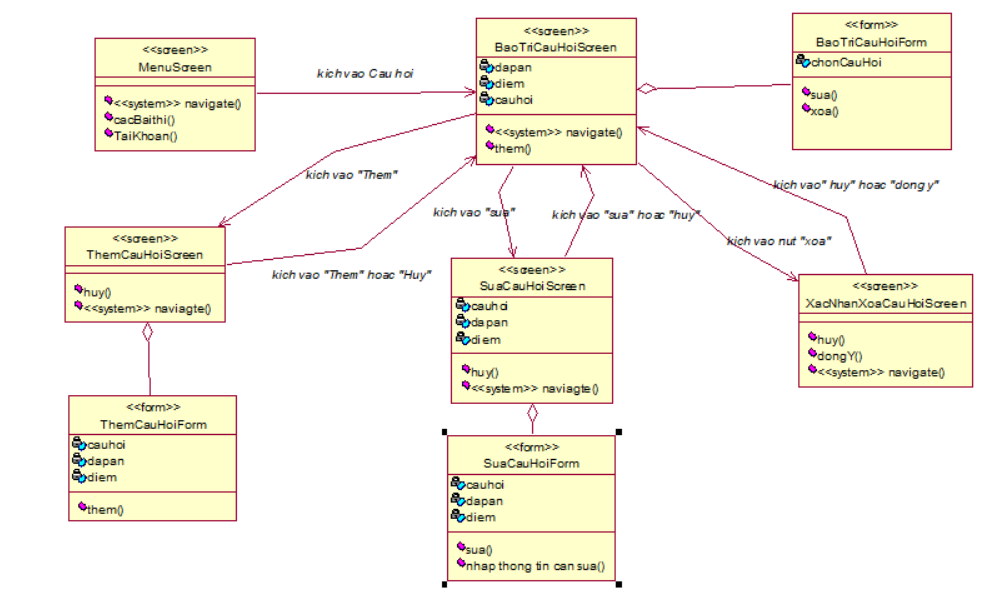 <<screen>>
MenuScreen
<<system>> navigate()
cacBaithi()
TaiKhoan()
kich vao Cau hoi
<<screen>>
BaoTriCauHoiScreen
dapan
diem
cauhoi
<<system>> navigate()
them()
<<form>>
BaoTriCauHoiForm
chonCauHoi
sua()
xoa()
kich vao "Them"
kich vao "sua"
kich vao "sua" hoac "huy"
kich vao" huy" hoac "dong y"
kich vao nut "xoa"
kich vao "Them" hoac "Huy"
<<screen>>
ThemCauHoiScreen
huy()
<<system>> naviagte()
<<screen>>
SuaCauHoiScreen
cauhoi
dapan
diem
huy()
<<system>> naviagte()
<<screen>>
XacNhanXoaCauHoiScreen
huy()
dongY()
<<system>> navigate()
<<form>>
ThemCauHoiForm
cauhoi
dapan
diem
them()
<<form>>
SuaCauHoiForm
cauhoi
dapan
diem
sua()
nhap thong tin can sua()